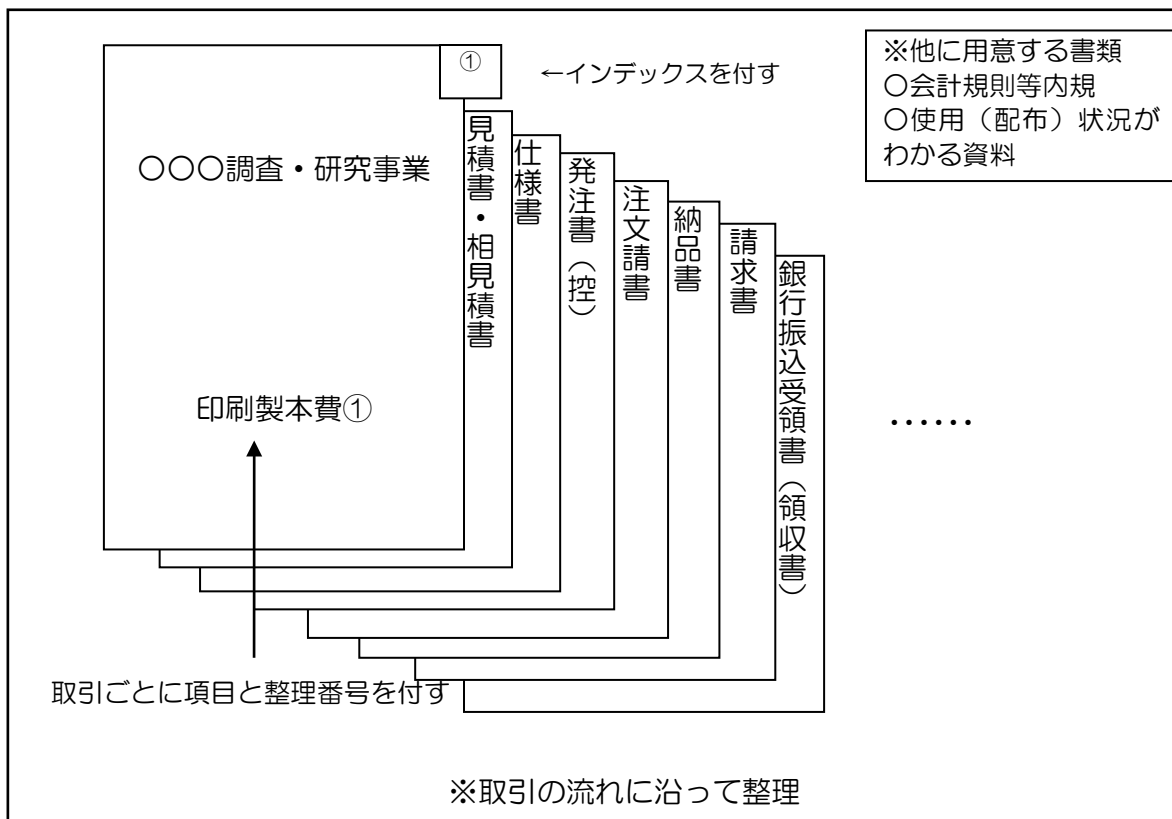 ①
←インデックスを付す
※他に用意する書類
〇会計規則等内規
〇使用（配布）状況が
わかる資料
〇〇〇調査・研究事業
印刷製本費①
見積書・相見積書
仕様書
発注書（控）
注文請書
納品書
請求書
銀行振込受領書（領収書）
……
取引ごとに項目と整理番号を付す
※取引の流れに沿って整理